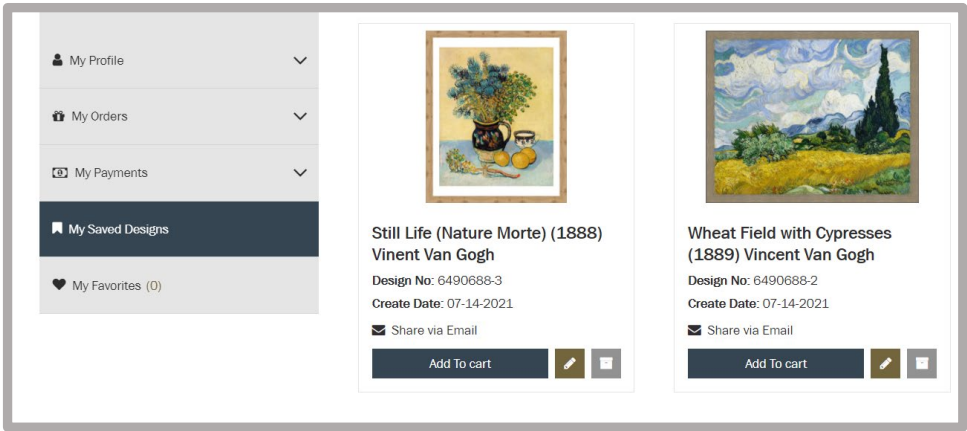 My Profile
My Orders
My Payments
My Saved Designs
My Favorites (0)
Still Life (Nature Morte) (1888)
Vinent Van Gogh
Design No: 6490688-3
Create Date: 07-14-2021
Share via Email
Add To cart
Wheat Field with Cypresses
(1889) Vincent Van Gogh
Design No: 6490688-2
Create Date: 07-14-2021
Share via Email
Add To cart